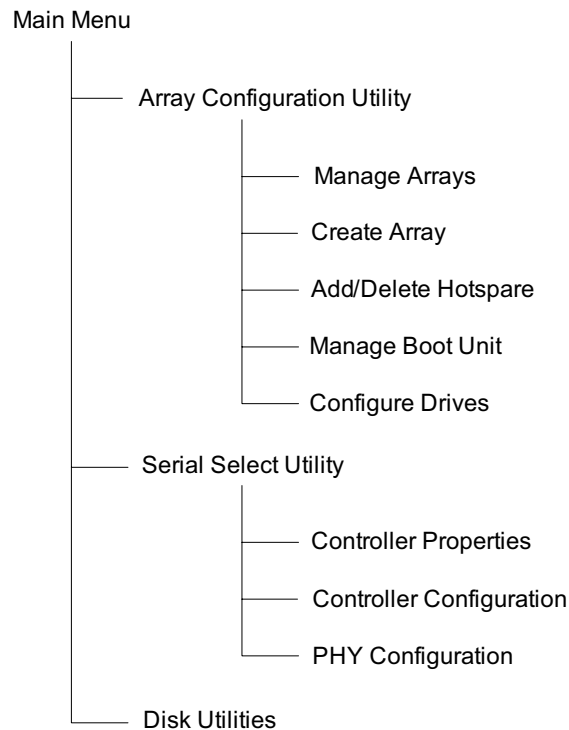 Main Menu
Array Configuration Utility
Manage Arrays
Create Array
Add/Delete Hotspare
Manage Boot Unit
Configure Drives
Serial Select Utility
Controller Properties
Controller Configuration
PHY Configuration
Disk Utilities